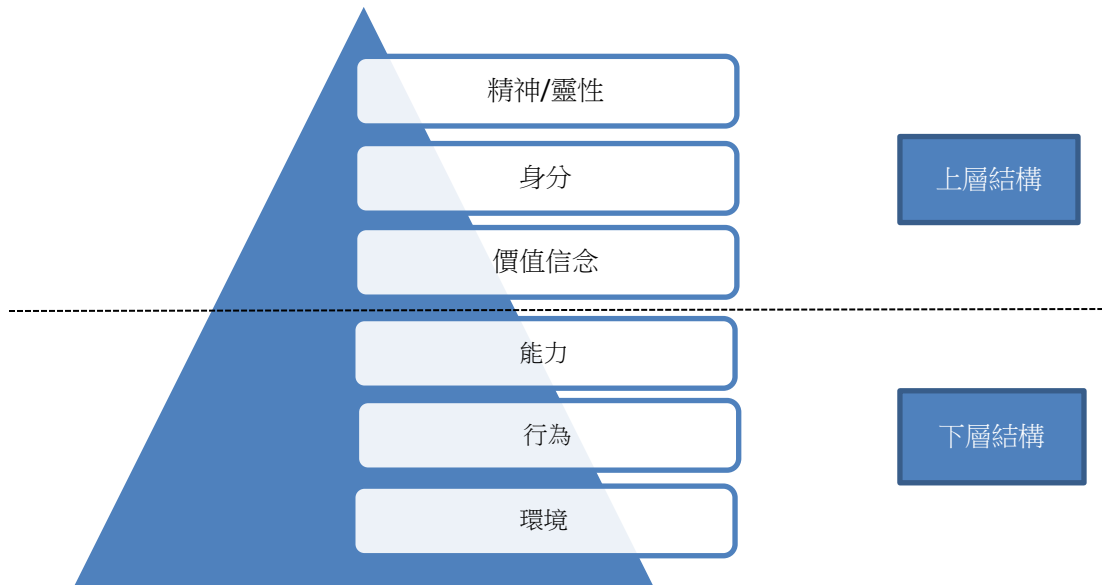 精神/靈性
身分
上層結構
價值信念
能力
行為
下層結構
環境